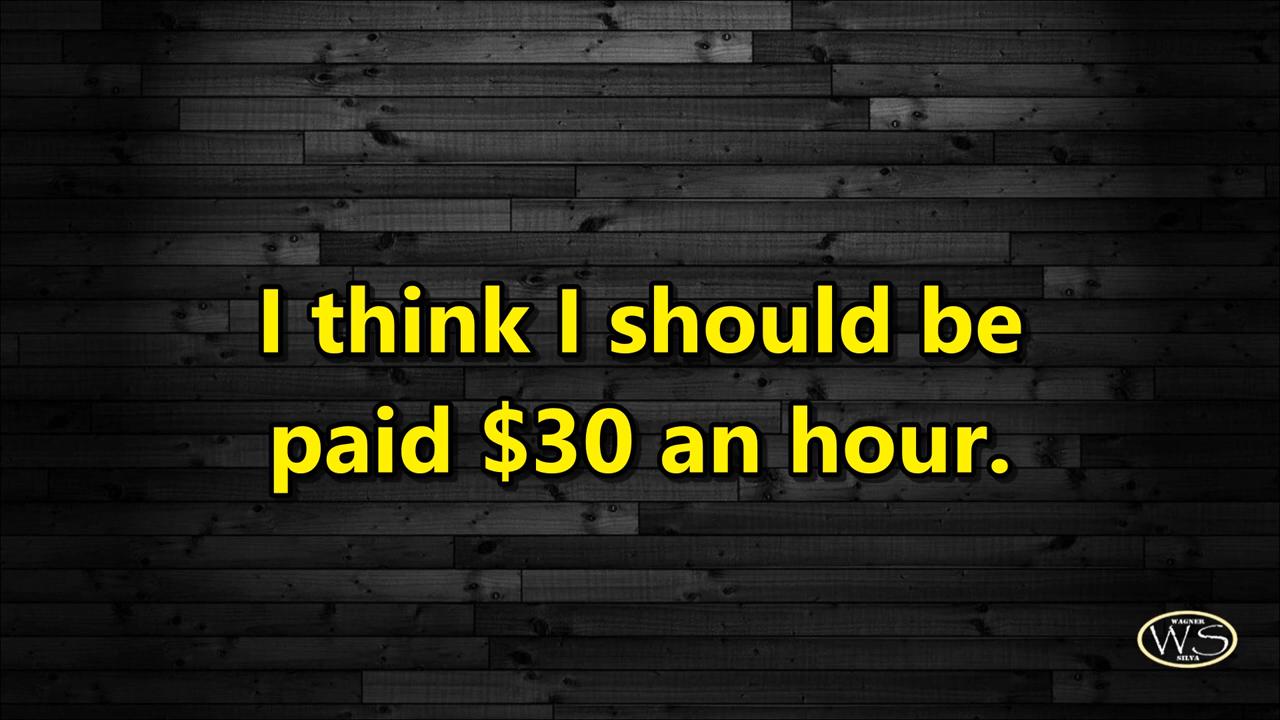 I think I should be
paid $30 an hour.
WAGNER
WS
SILVA